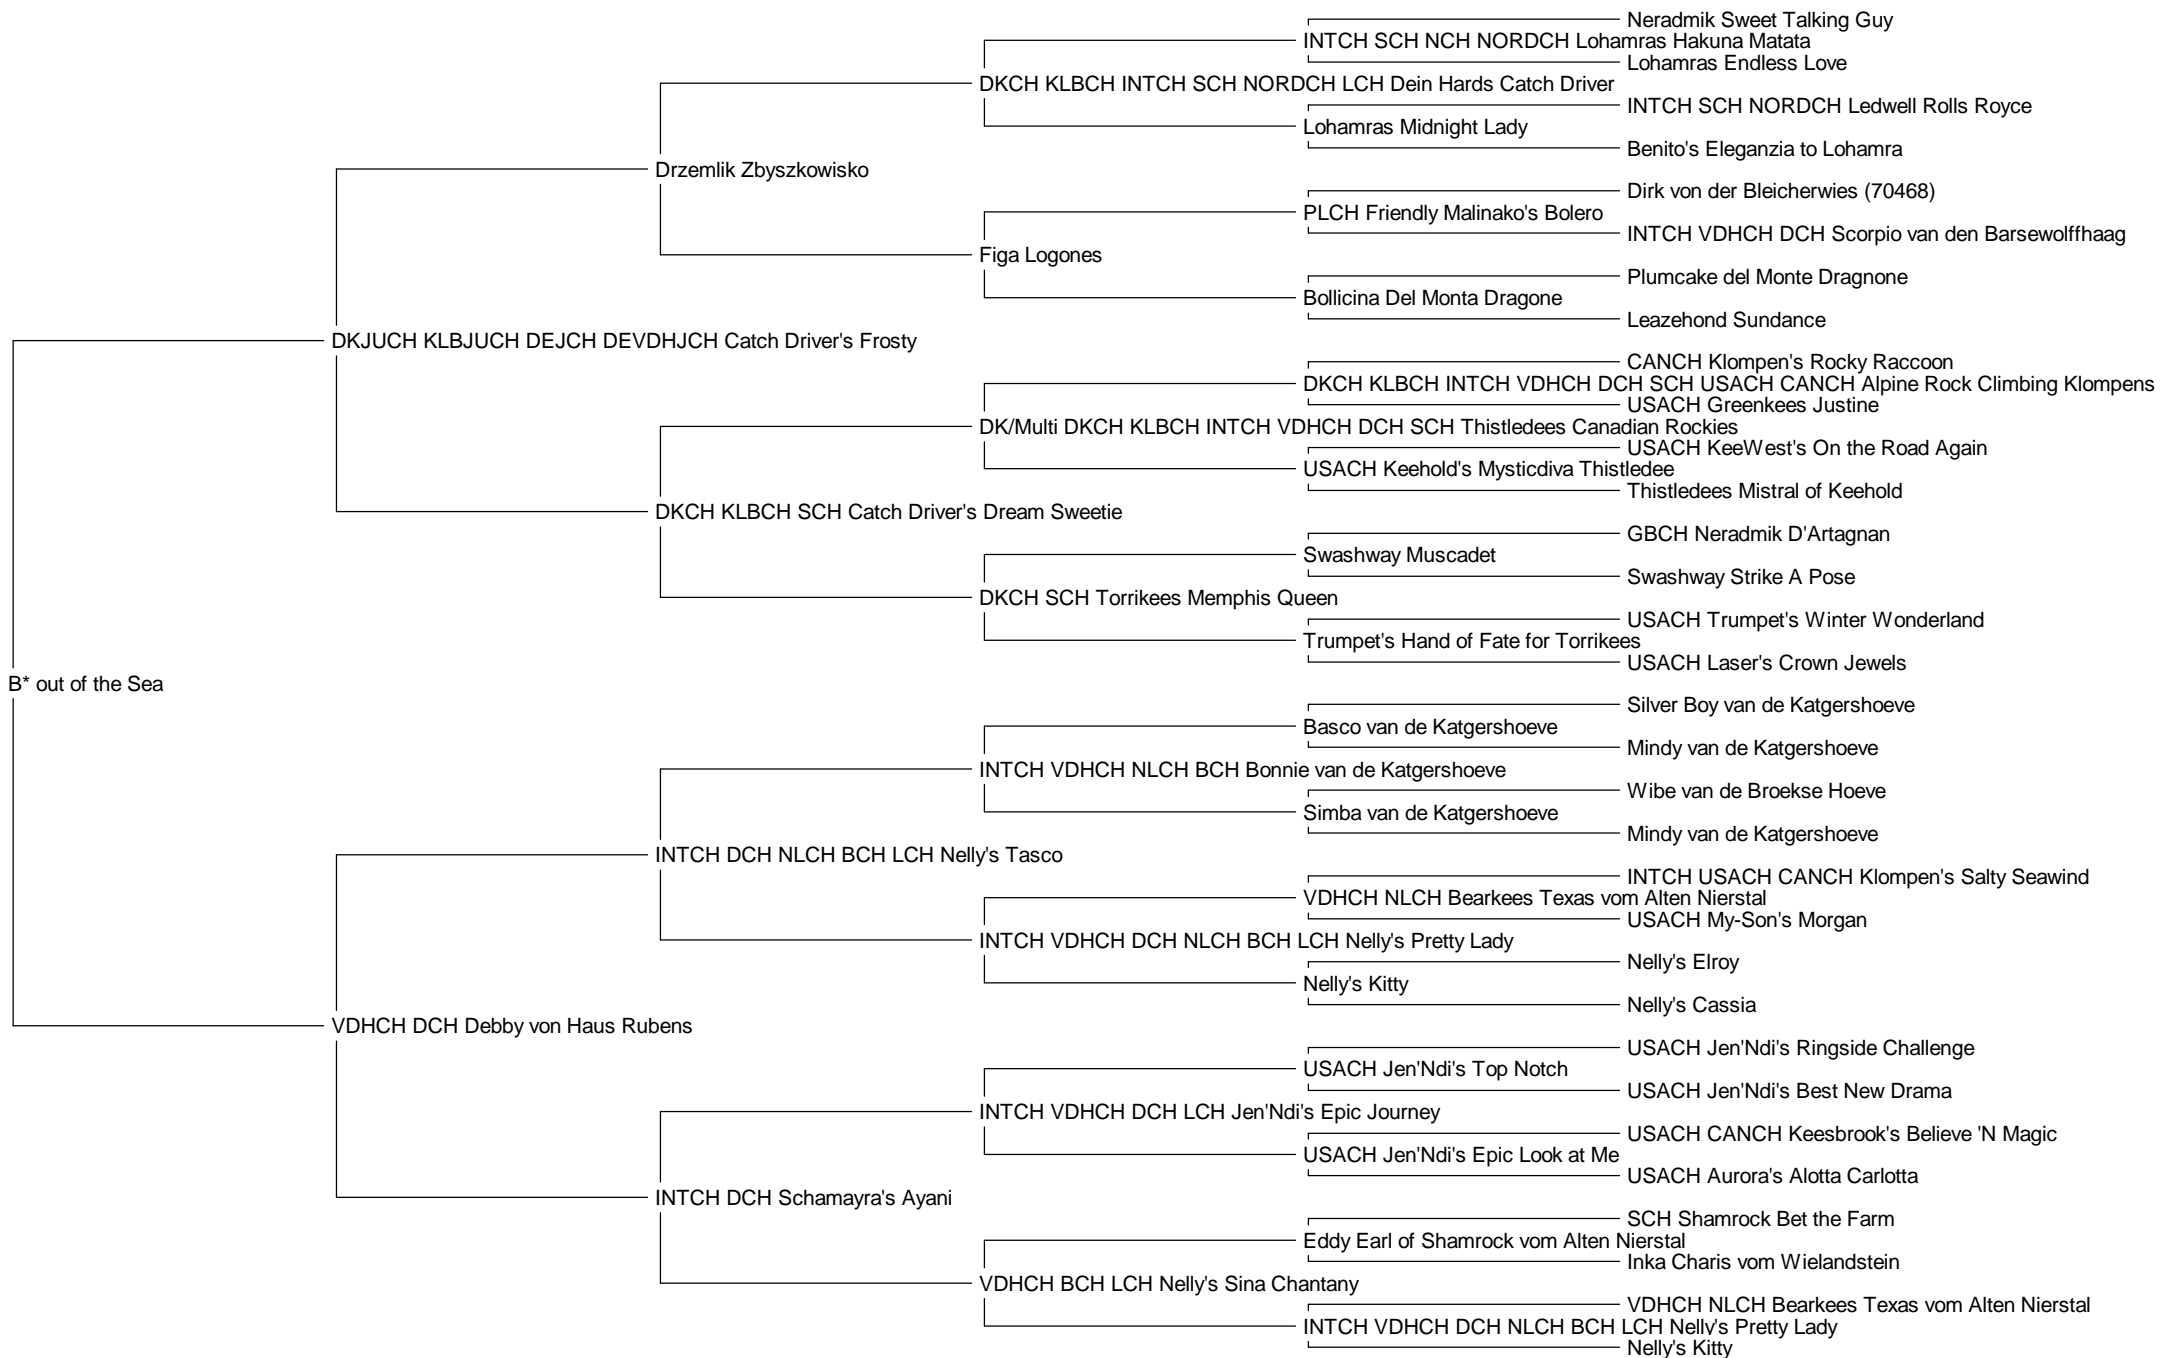 Neradmik Sweet Talking Guy
INTCH SCH NCH NORDCH Lohamras Hakuna Matata
Lohamras Endless Love
DKCH KLBCH INTCH SCH NORDCH LCH Dein Hards Catch Driver
INTCH SCH NORDCH Ledwell Rolls Royce
Lohamras Midnight Lady
Benito's Eleganzia to Lohamra
Drzemlik Zbyszkowisko
Dirk von der Bleicherwies (70468)
PLCH Friendly Malinako's Bolero
INTCH VDHCH DCH Scorpio van den Barsewolffhaag
Figa Logones
Plumcake del Monte Dragnone
Bollicina Del Monta Dragone
Leazehond Sundance
DKJUCH KLBJUCH DEJCH DEVDHJCH Catch Driver's Frosty
CANCH Klompen's Rocky Raccoon
DKCH KLBCH INTCH VDHCH DCH SCH USACH CANCH Alpine Rock Climbing Klompens
USACH Greenkees Justine
DK/Multi DKCH KLBCH INTCH VDHCH DCH SCH Thistledees Canadian Rockies
USACH KeeWest's On the Road Again
USACH Keehold's Mysticdiva Thistledee
Thistledees Mistral of Keehold
DKCH KLBCH SCH Catch Driver's Dream Sweetie
GBCH Neradmik D'Artagnan
Swashway Muscadet
Swashway Strike A Pose
DKCH SCH Torrikees Memphis Queen
USACH Trumpet's Winter Wonderland
Trumpet's Hand of Fate for Torrikees
USACH Laser's Crown Jewels
B* out of the Sea
Silver Boy van de Katgershoeve
Basco van de Katgershoeve
Mindy van de Katgershoeve
INTCH VDHCH NLCH BCH Bonnie van de Katgershoeve
Wibe van de Broekse Hoeve
Simba van de Katgershoeve
Mindy van de Katgershoeve
INTCH DCH NLCH BCH LCH Nelly's Tasco
INTCH USACH CANCH Klompen's Salty Seawind
VDHCH NLCH Bearkees Texas vom Alten Nierstal
USACH My-Son's Morgan
INTCH VDHCH DCH NLCH BCH LCH Nelly's Pretty Lady
Nelly's Elroy
Nelly's Kitty
Nelly's Cassia
VDHCH DCH Debby von Haus Rubens
USACH Jen'Ndi's Ringside Challenge
USACH Jen'Ndi's Top Notch
USACH Jen'Ndi's Best New Drama
INTCH VDHCH DCH LCH Jen'Ndi's Epic Journey
USACH CANCH Keesbrook's Believe 'N Magic
USACH Jen'Ndi's Epic Look at Me
USACH Aurora's Alotta Carlotta
INTCH DCH Schamayra's Ayani
SCH Shamrock Bet the Farm
Eddy Earl of Shamrock vom Alten Nierstal
Inka Charis vom Wielandstein
VDHCH BCH LCH Nelly's Sina Chantany
VDHCH NLCH Bearkees Texas vom Alten Nierstal
INTCH VDHCH DCH NLCH BCH LCH Nelly's Pretty Lady
Nelly's Kitty